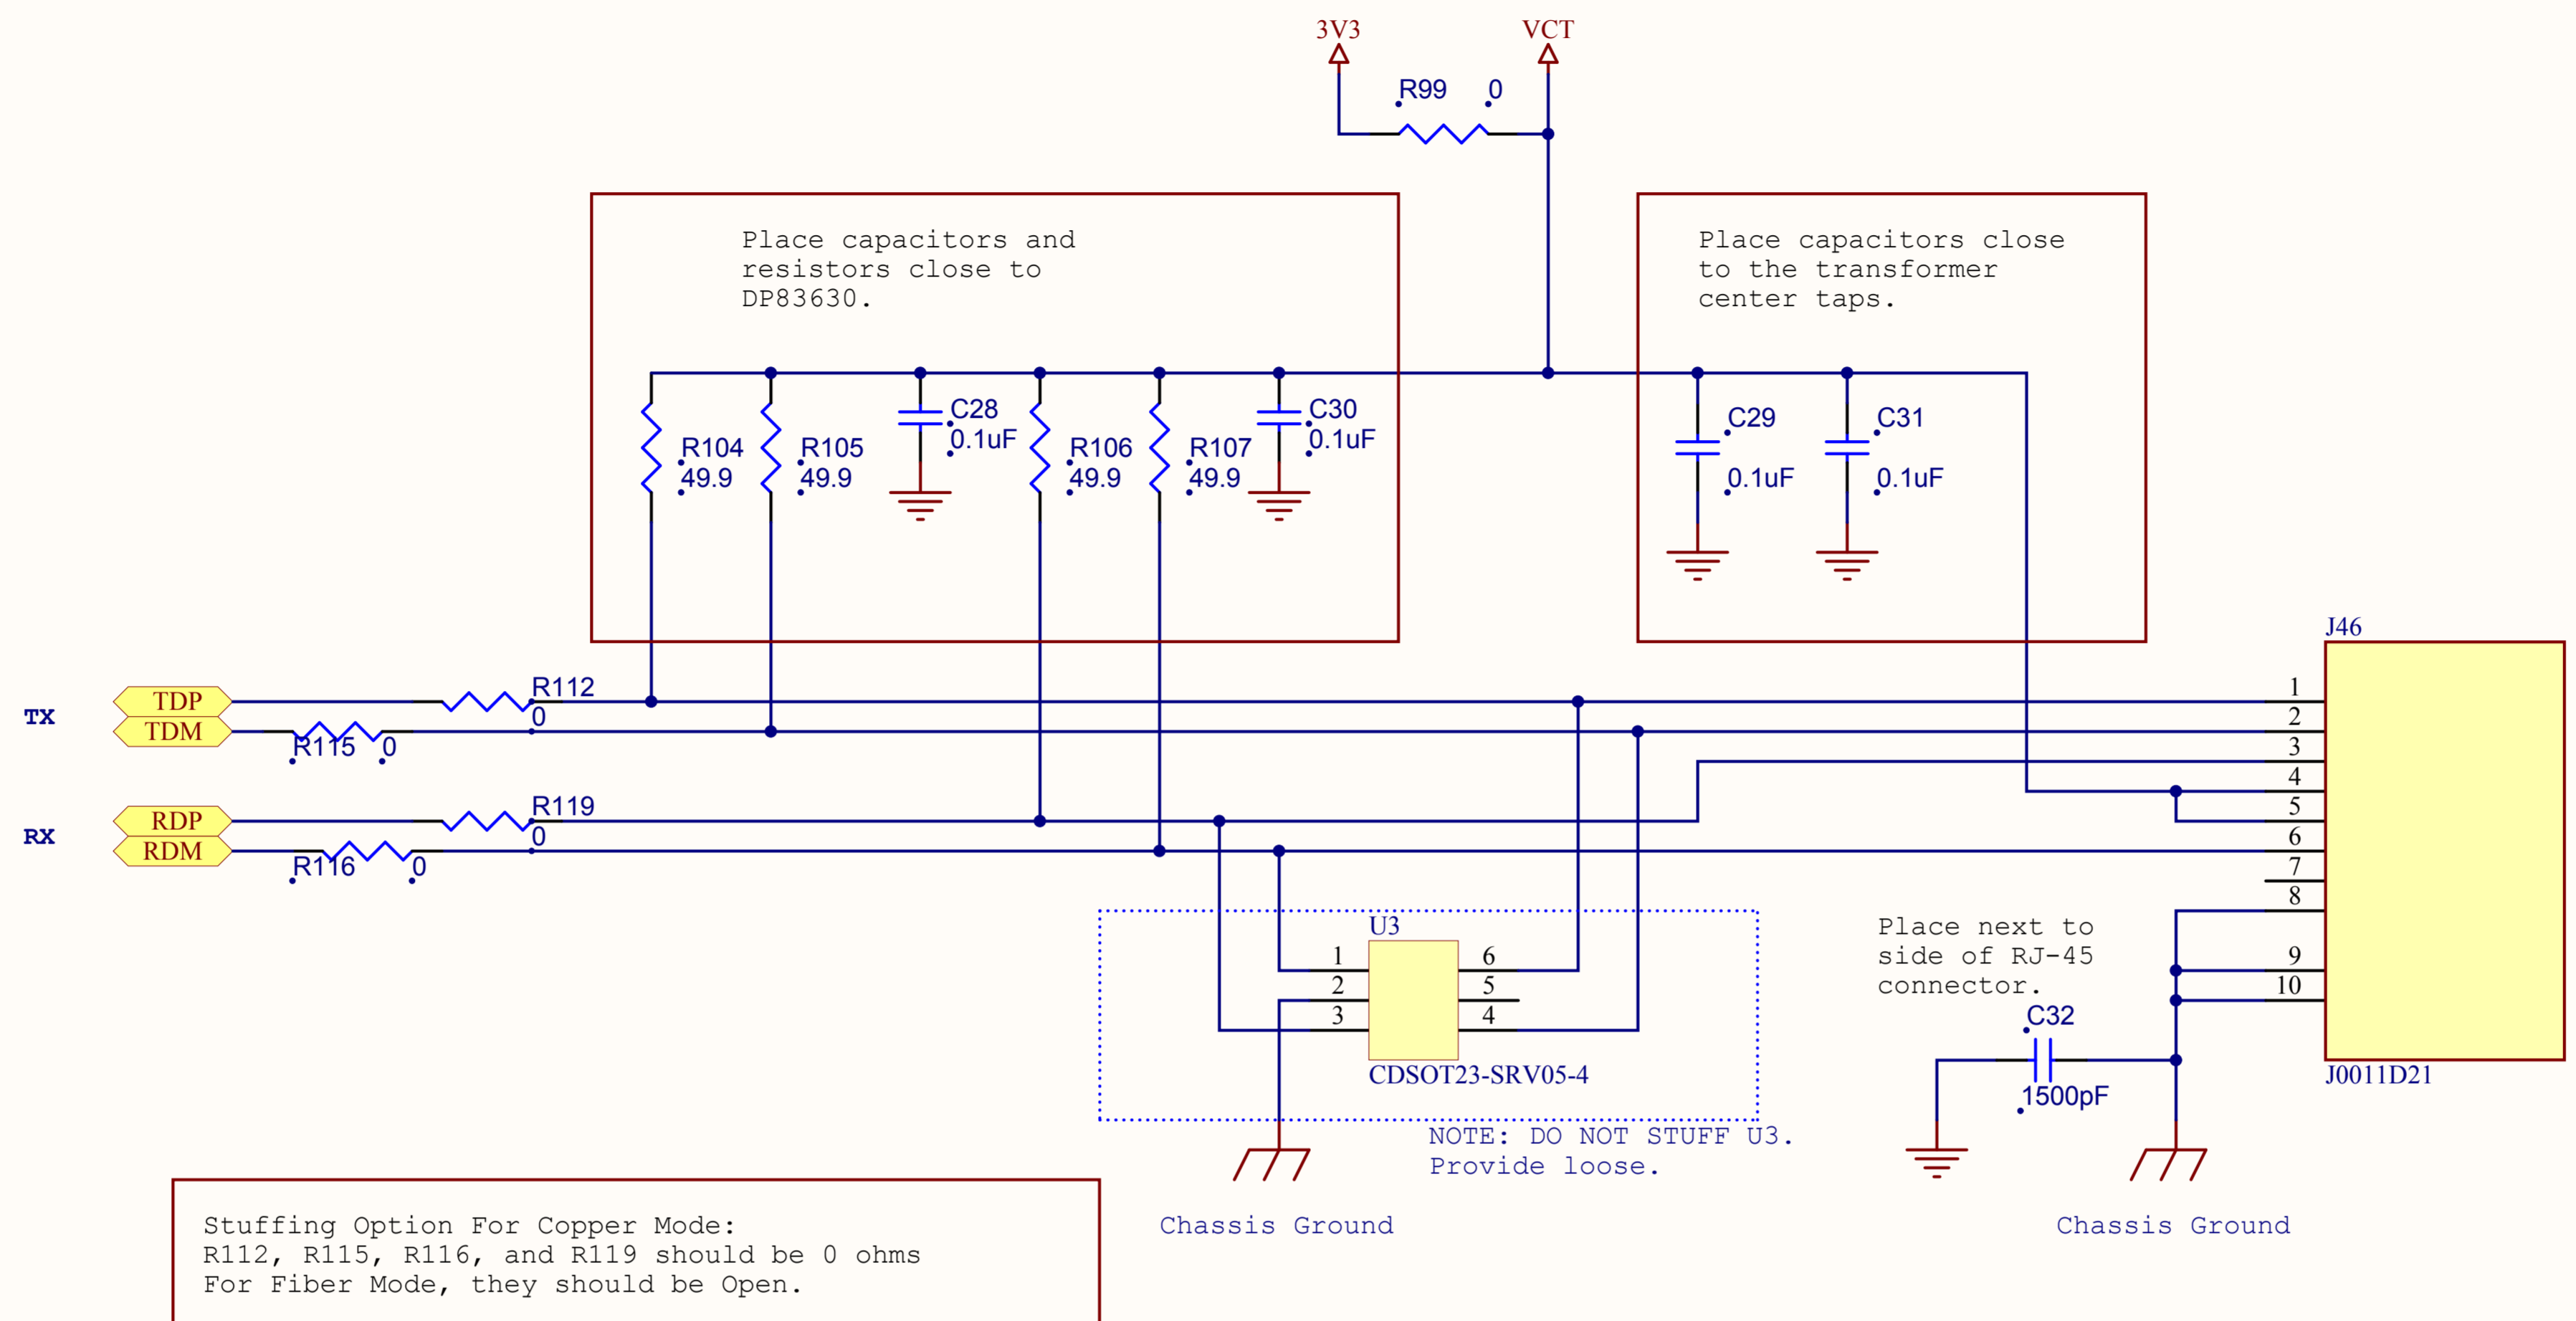 3V3
VCT
R99
0
Place capacitors and
resistors close to
DP83630.
Place capacitors close
to the transformer
center taps.
R104
49.9
R105
49.9
C28
0.1uF
R106
49.9
R107
49.9
C30
0.1uF
C29
0.1uF
C31
0.1uF
TX
TDP
TDM
R112
0
R115
0
RX
RDP
RDM
R119
0
R116
0
J46
1
2
3
4
5
6
7
8
9
10
J0011D21
U3
1
2
3
6
5
4
CDSOT23-SRV05-4
NOTE: DO NOT STUFF U3.
Provide loose.
Chassis Ground
Place next to
side of RJ-45
connector.
C32
1500pF
Chassis Ground
Stuffing Option For Copper Mode:
R112, R115, R116, and R119 should be 0 ohms
For Fiber Mode, they should be Open.